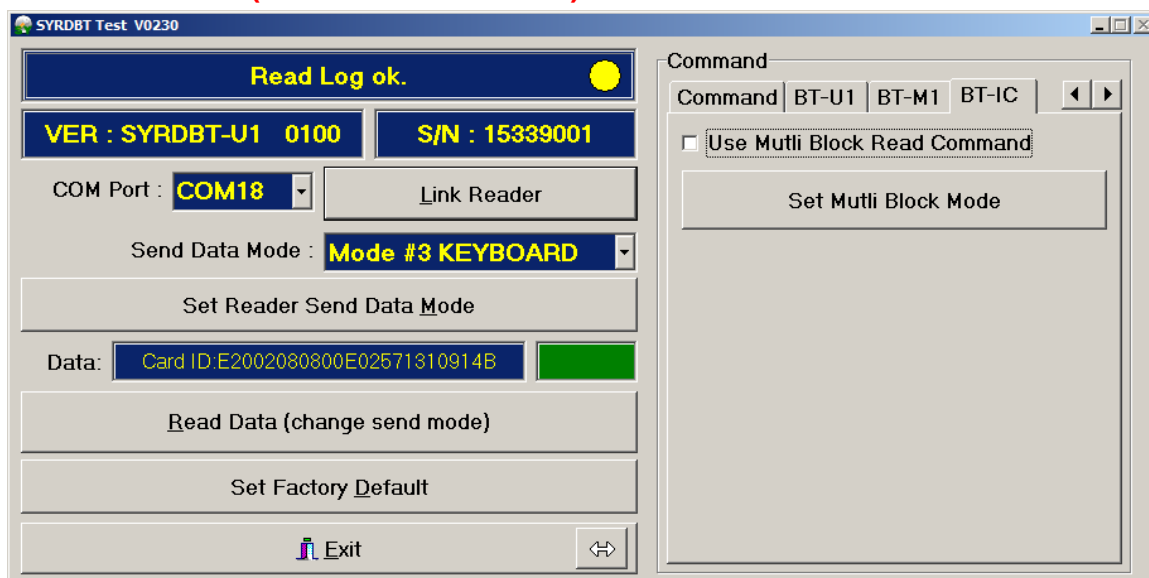 SYRDBT Test V0230
Read Log ok.
VER : SYRDBT-U1 0100
S/N : 15339001
COM Port : COM18
Link Reader
Send Data Mode : Mode #3 KEYBOARD
Set Reader Send Data Mode
Data: Card ID:E2002080800E02571310914B
Read Data (change send mode)
Set Factory Default
Exit
Command
Command BT-U1 BT-M1 BT-IC
Use Mutli Block Read Command
Set Mutli Block Mode